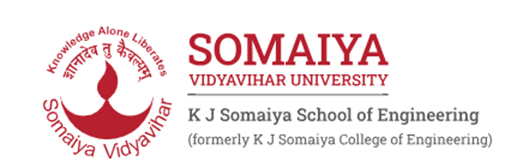 Knowledge Alone Liberates
ज्ञानादेव तु कैवल्यम्
Somaiya Vidyavihar
SOMAIYA
VIDYAVIHAR UNIVERSITY
K J Somaiya School of Engineering
(formerly K J Somaiya College of Engineering)